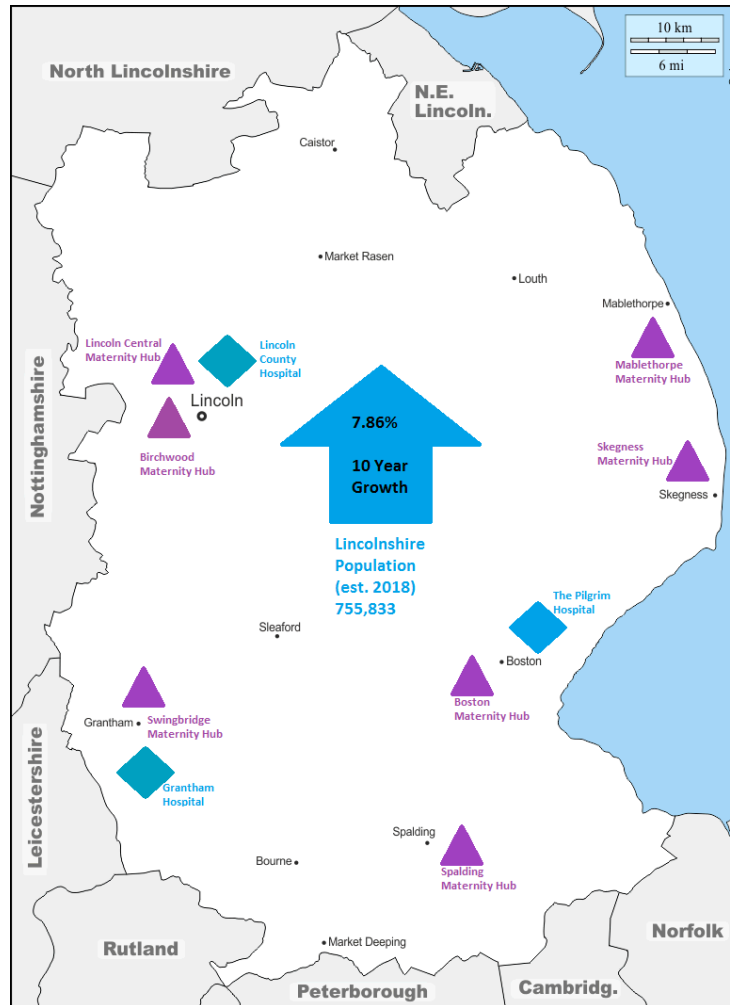 10 km
6 mi
North Lincolnshire
N.E.
Lincoln.
Caistor
Market Rasen
Louth
Mablethorpe
Lincoln Central
Maternity Hub
Lincoln
County
Hospital
Mablethorpe
Maternity Hub
Lincoln
Nottinghamshire
7.86%
10 Year
Growth
Birchwood
Maternity Hub
Skegness
Maternity Hub
Skegness
Lincolnshire
Population
(est. 2018)
755,833
The Pilgrim
Hospital
Sleaford
Boston
Boston
Maternity Hub
Grantham
Swingbridge
Maternity Hub
Leicestershire
Grantham
Hospital
Spalding
Spalding
Maternity Hub
Bourne
Market Deeping
Rutland
Norfolk
Peterborough
Cambridg.